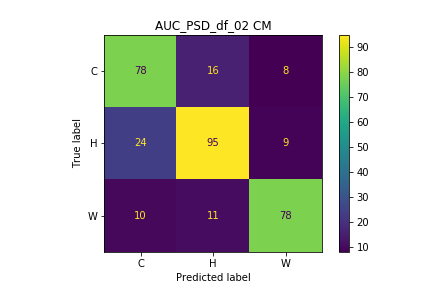 AUC_PSD_df_02 CM
True label
C 78 16 8
H 24 95 9
W 10 11 78
C H W
Predicted label
90
80
70
60
50
40
30
20
10